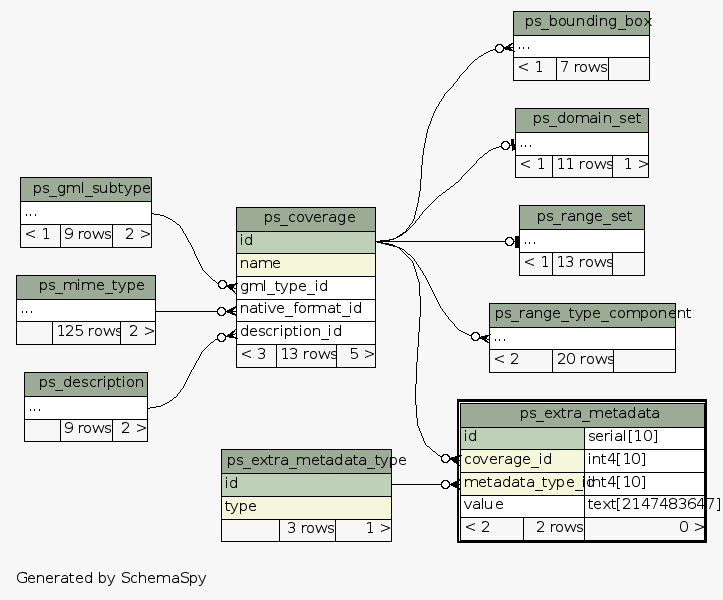 ps_bounding_box
...
< 1 7 rows
ps_domain_set
...
< 1 11 rows 1 >
ps_gml_subtype
...
< 1 9 rows 2 >
ps_coverage
id
name
gml_type_id
native_format_id
description_id
< 3 13 rows 5 >
ps_range_set
...
< 1 13 rows
ps_mime_type
...
125 rows 2 >
ps_range_type_component
...
< 2 20 rows
ps_description
...
9 rows 2 >
ps_extra_metadata_type
id
type
3 rows 1 >
ps_extra_metadata
id serial[10]
coverage_id int4[10]
metadata_type_id int4[10]
value text[2147483647]
< 2 2 rows 0 >
Generated by SchemaSpy